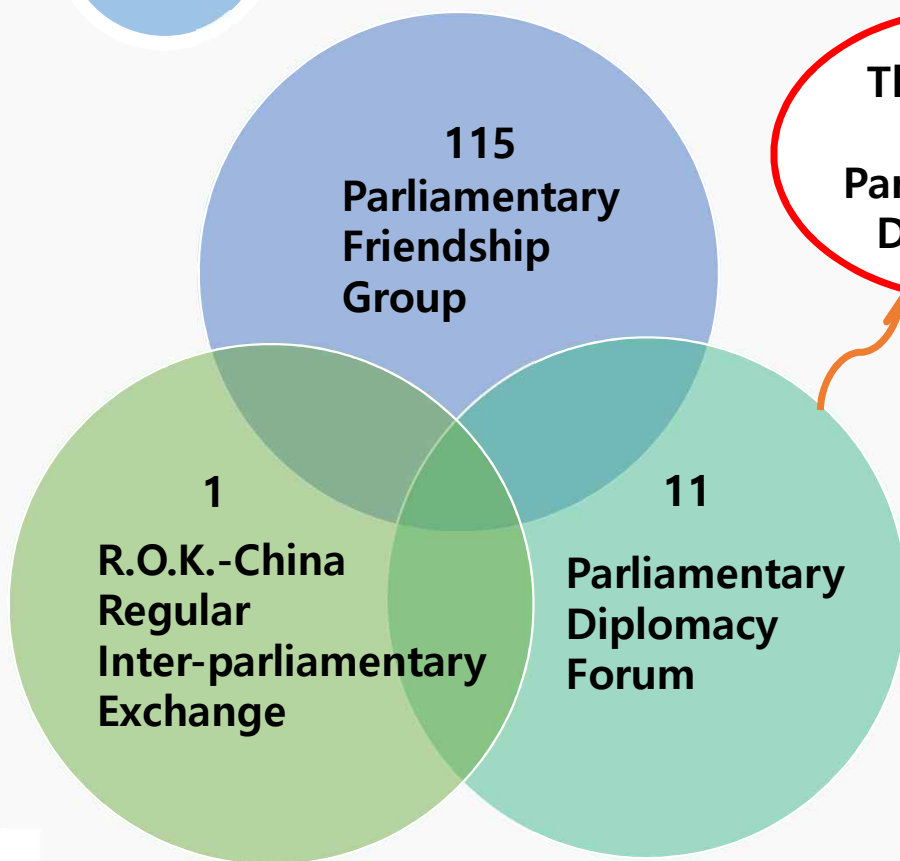 115
Parliamentary
Friendship
Group
1
R.O.K.-China
Regular
Inter-parliamentary
Exchange
11
Parliamentary
Diplomacy
Forum